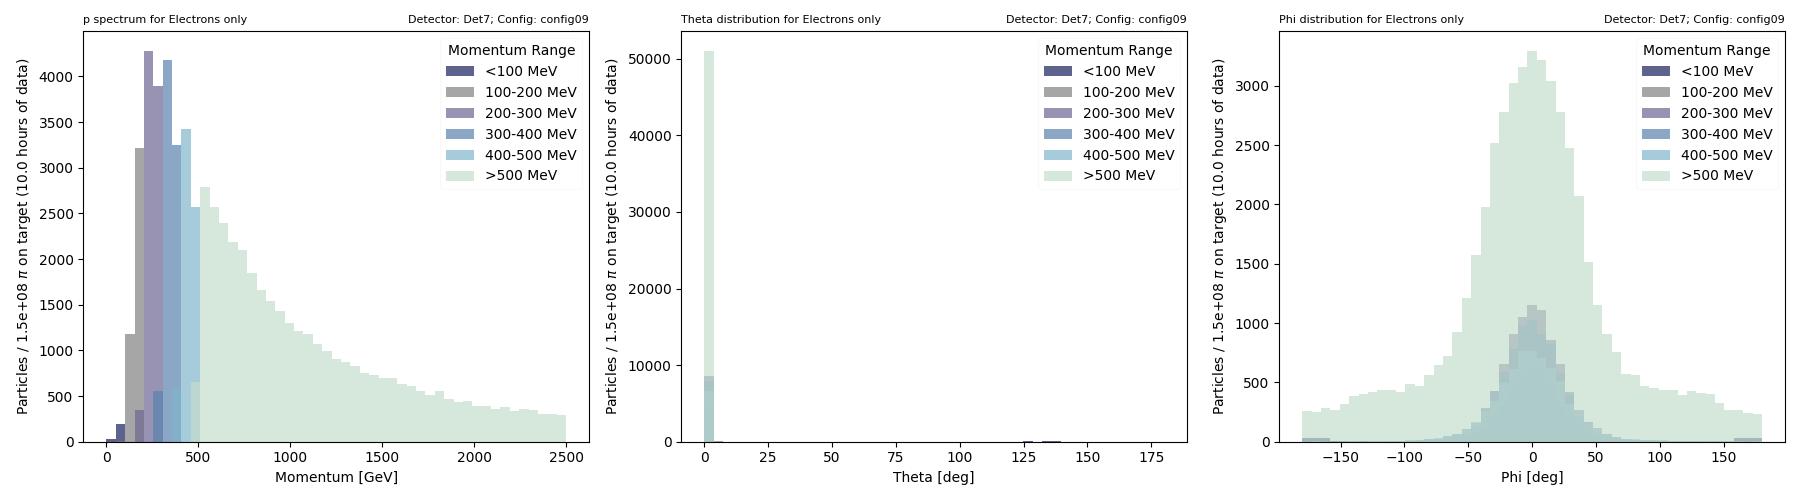 p spectrum for Electrons only
Detector: Det7; Config: config09
Particles / 1.5e+08 π on target (10.0 hours of data)
4000
3500
3000
2500
2000
1500
1000
500
0
Momentum Range
<100 MeV
100-200 MeV
200-300 MeV
300-400 MeV
400-500 MeV
>500 MeV
0 500 1000 1500 2000 2500
Momentum [GeV]
Theta distribution for Electrons only
Detector: Det7; Config: config09
Particles / 1.5e+08 π on target (10.0 hours of data)
50000
40000
30000
20000
10000
0
Momentum Range
<100 MeV
100-200 MeV
200-300 MeV
300-400 MeV
400-500 MeV
>500 MeV
0 25 50 75 100 125 150 175
Theta [deg]
Phi distribution for Electrons only
Detector: Det7; Config: config09
Particles / 1.5e+08 π on target (10.0 hours of data)
3000
2500
2000
1500
1000
500
0
Momentum Range
<100 MeV
100-200 MeV
200-300 MeV
300-400 MeV
400-500 MeV
>500 MeV
−150 −100 −50 0 50 100 150
Phi [deg]